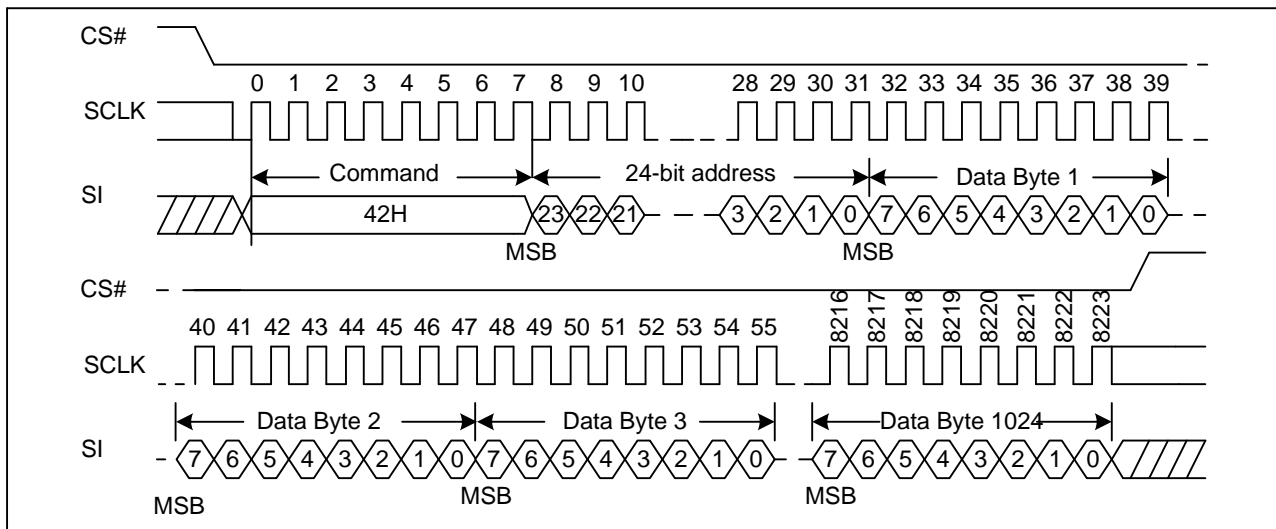 CS#
0 1 2 3 4 5 6 7 8 9 10 28 29 30 31 32 33 34 35 36 37 38 39
SCLK
Command 24-bit address Data Byte 1
SI
42H 23 22 21 3 2 1 0 7 6 5 4 3 2 1 0
MSB MSB
CS#
8216 8217 8218 8219 8220 8221 8222 8223
40 41 42 43 44 45 46 47 48 49 50 51 52 53 54 55
SCLK
Data Byte 2 Data Byte 3 Data Byte 1024
SI
7 6 5 4 3 2 1 0 7 6 5 4 3 2 1 0 7 6 5 4 3 2 1 0
MSB MSB MSB